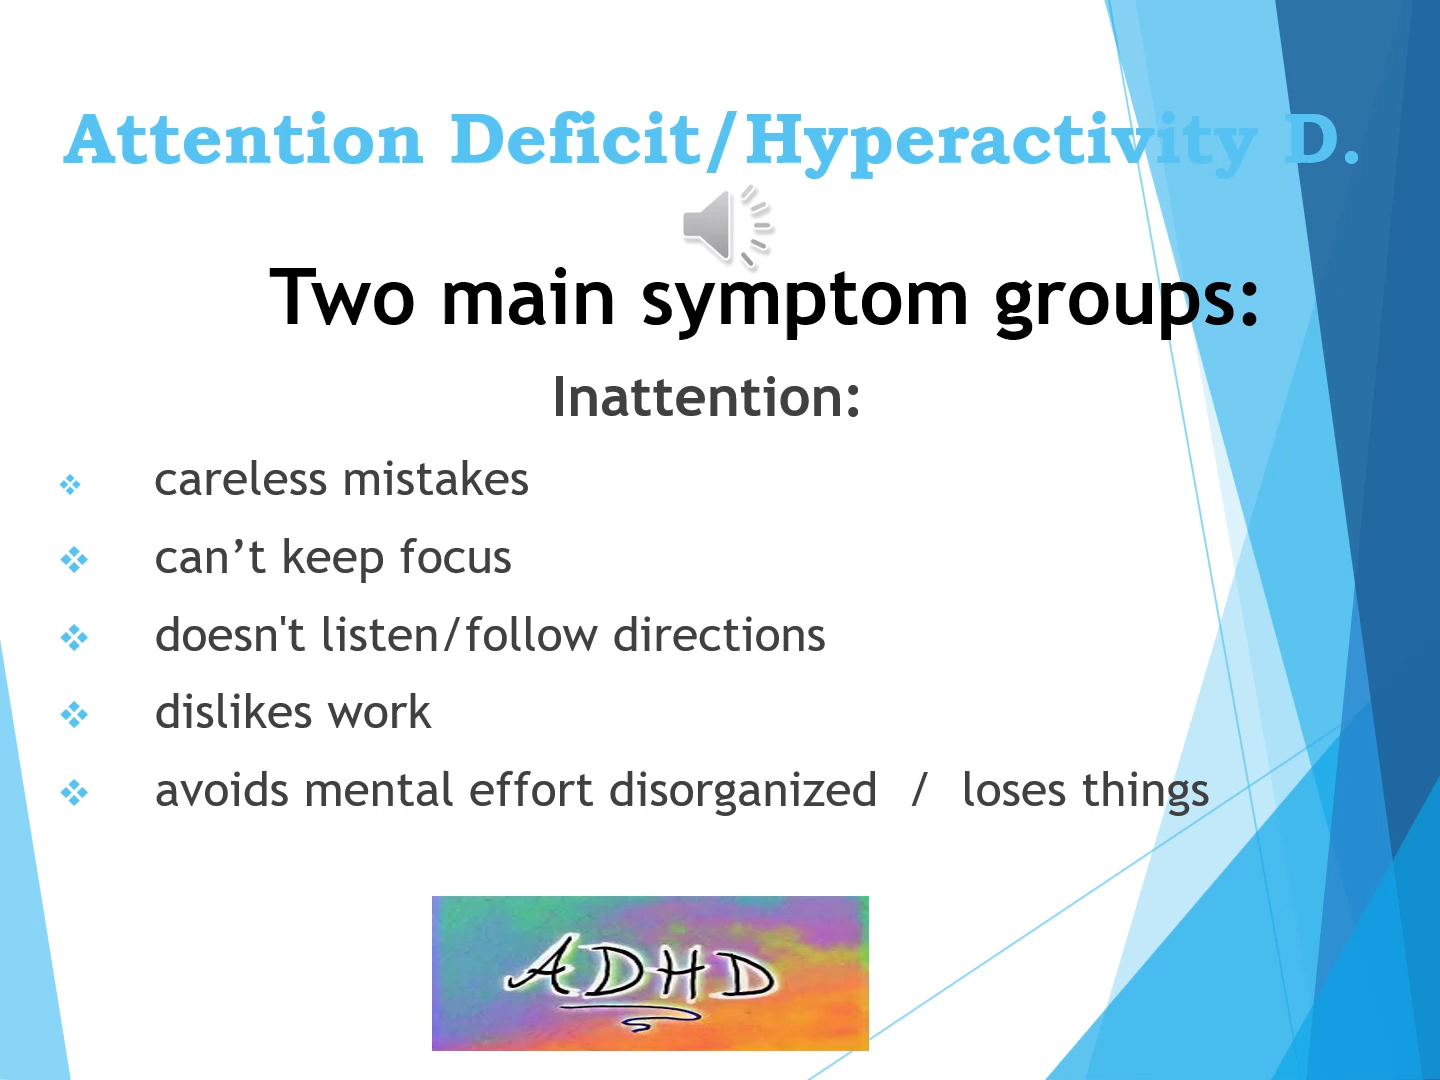 Attention Deficit/Hyperactivity D.
Two main symptom groups:
Inattention:
careless mistakes
can’t keep focus
doesn't listen/follow directions
dislikes work
avoids mental effort disorganized / loses things
ADHD